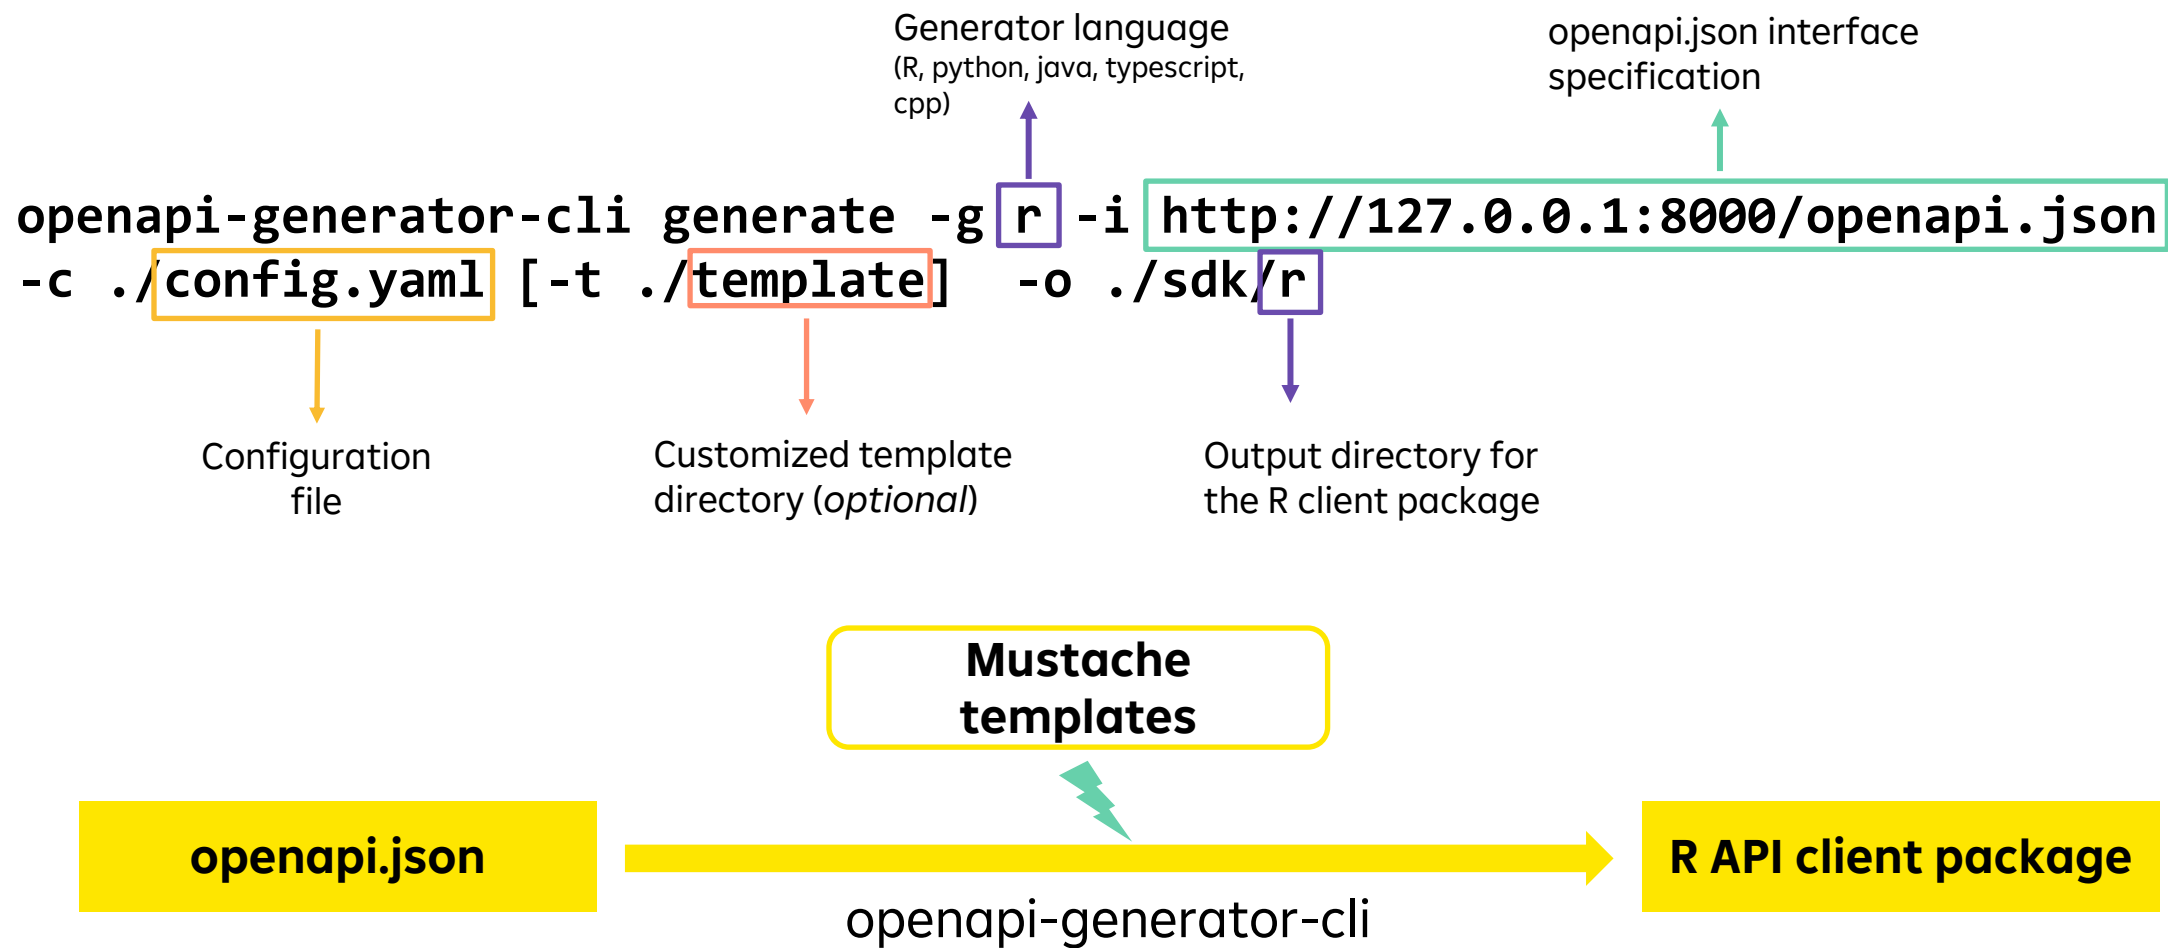 Generator language
(R, python, java, typescript,
cpp)
openapi.json interface
specification
openapi-generator-cli generate -g r -i http://127.0.0.1:8000/openapi.json
-c ./config.yaml [-t ./template] -o ./sdk/r
Configuration
file
Customized template
directory (optional)
Output directory for
the R client package
Mustache
templates
openapi.json
R API client package
openapi-generator-cli